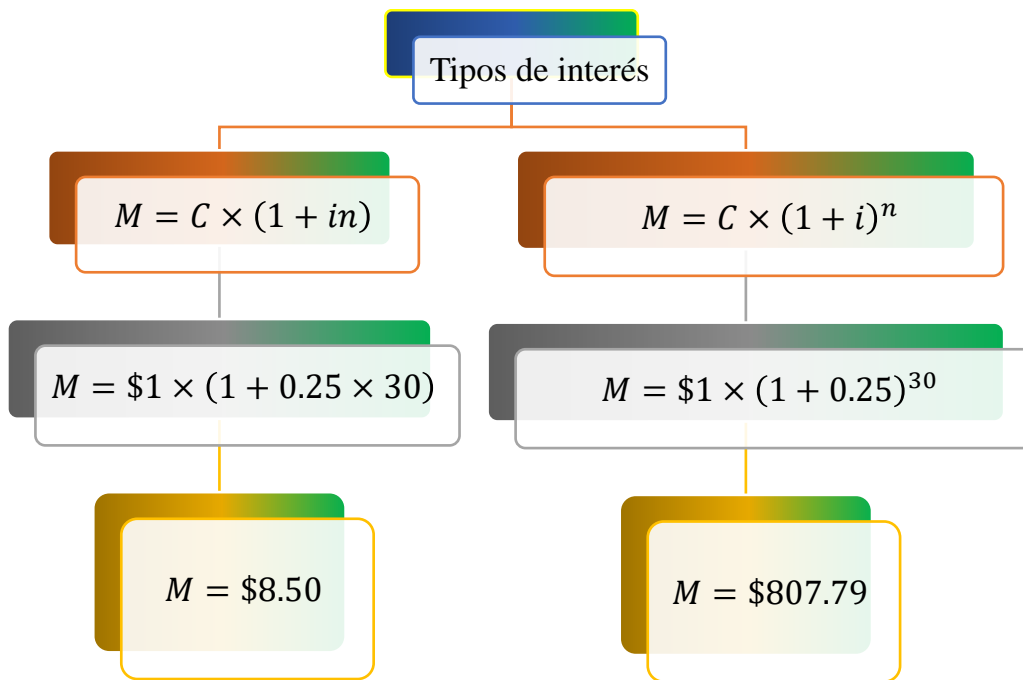 Tipos de interés
M = C × (1 + in)
M = C × (1 + i)ⁿ
M = $1 × (1 + 0.25 × 30)
M = $1 × (1 + 0.25)³⁰
M = $8.50
M = $807.79